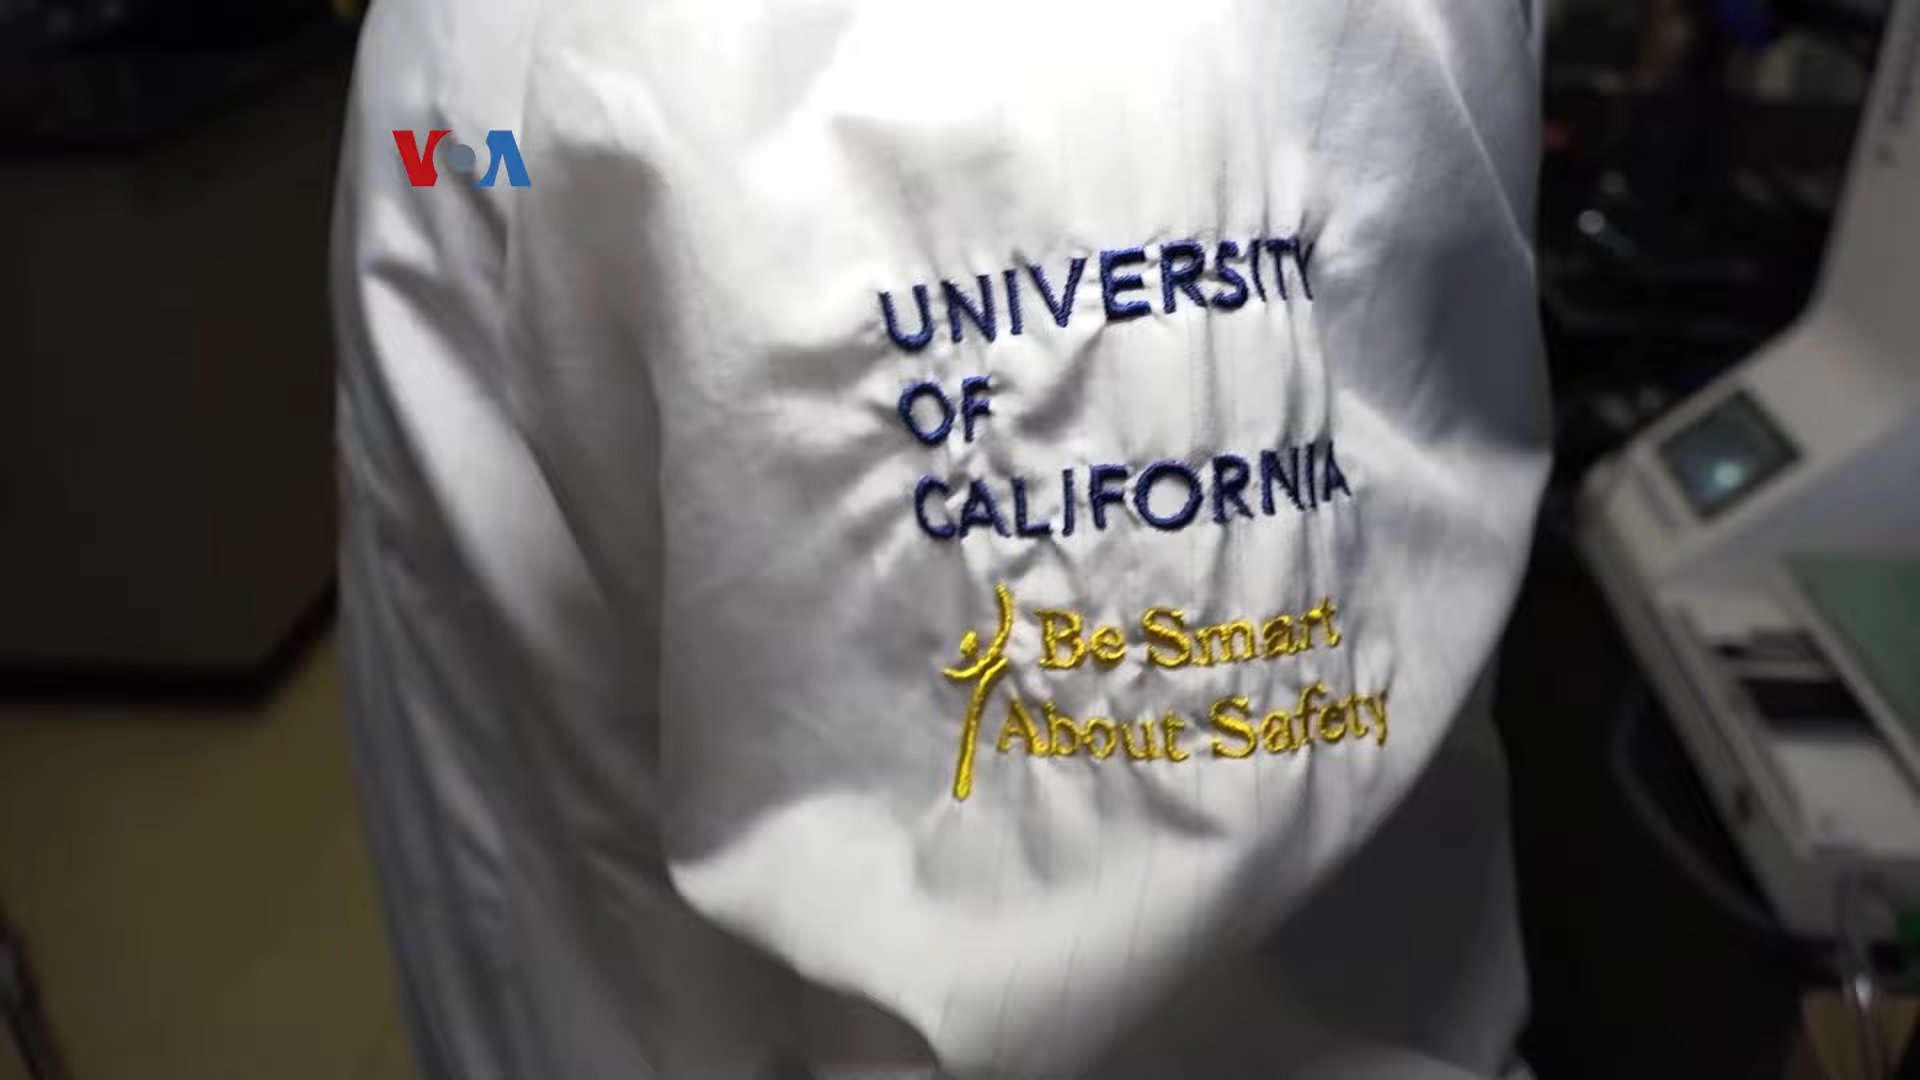 VOA
UNIVERSITY
OF
CALIFORNIA
Be Smart
About Safety